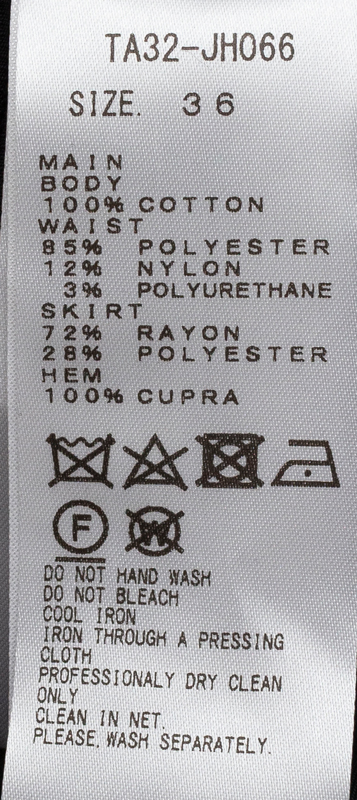 TA32-JH066
SIZE. 36
MAIN
BODY
100% COTTON
WAIST
85% POLYESTER
12% NYLON
3% POLYURETHANE
SKIRT
72% RAYON
28% POLYESTER
HEM
100% CUPRA
F W
DO NOT HAND WASH
DO NOT BLEACH
COOL IRON
IRON THROUGH A PRESSING
CLOTH
PROFESSIONALY DRY CLEAN
ONLY
CLEAN IN NET.
PLEASE, WASH SEPARATELY.